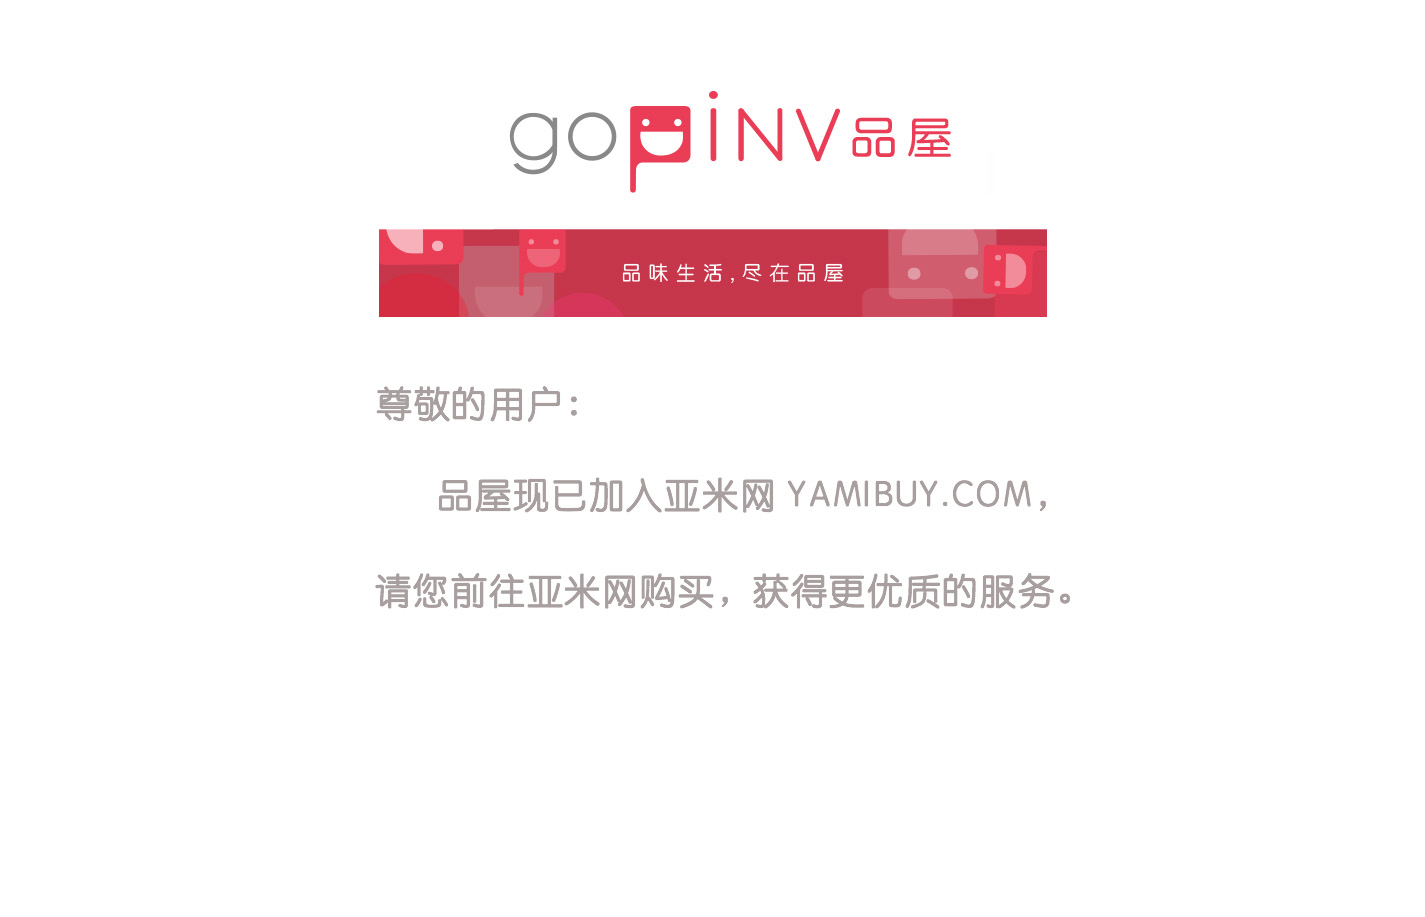 gopinv品屋
品味生活,尽在品屋
尊敬的用户：
品屋现已加入亚米网 YAMIBUY.COM，
请您前往亚米网购买，获得更优质的服务。